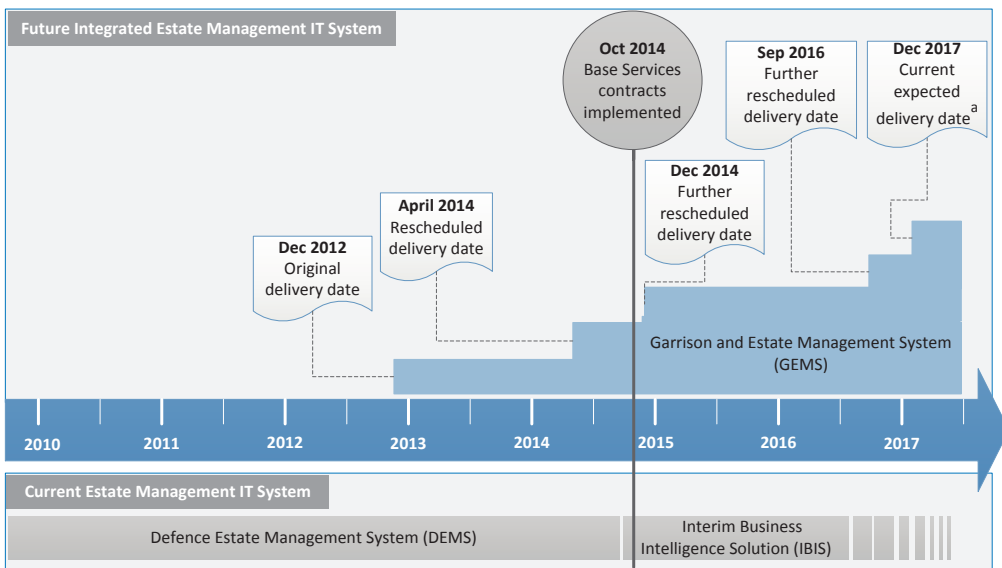 Future Integrated Estate Management IT System
Oct 2014
Base Services
contracts
implemented
Sep 2016
Further
rescheduled
delivery date
Dec 2017
Current
expected
delivery date a
Dec 2014
Further
rescheduled
delivery date
April 2014
Rescheduled
delivery date
Dec 2012
Original
delivery date
Garrison and Estate Management System
(GEMS)
2010 2011 2012 2013 2014 2015 2016 2017
Current Estate Management IT System
Defence Estate Management System (DEMS)
Interim Business
Intelligence Solution (IBIS)